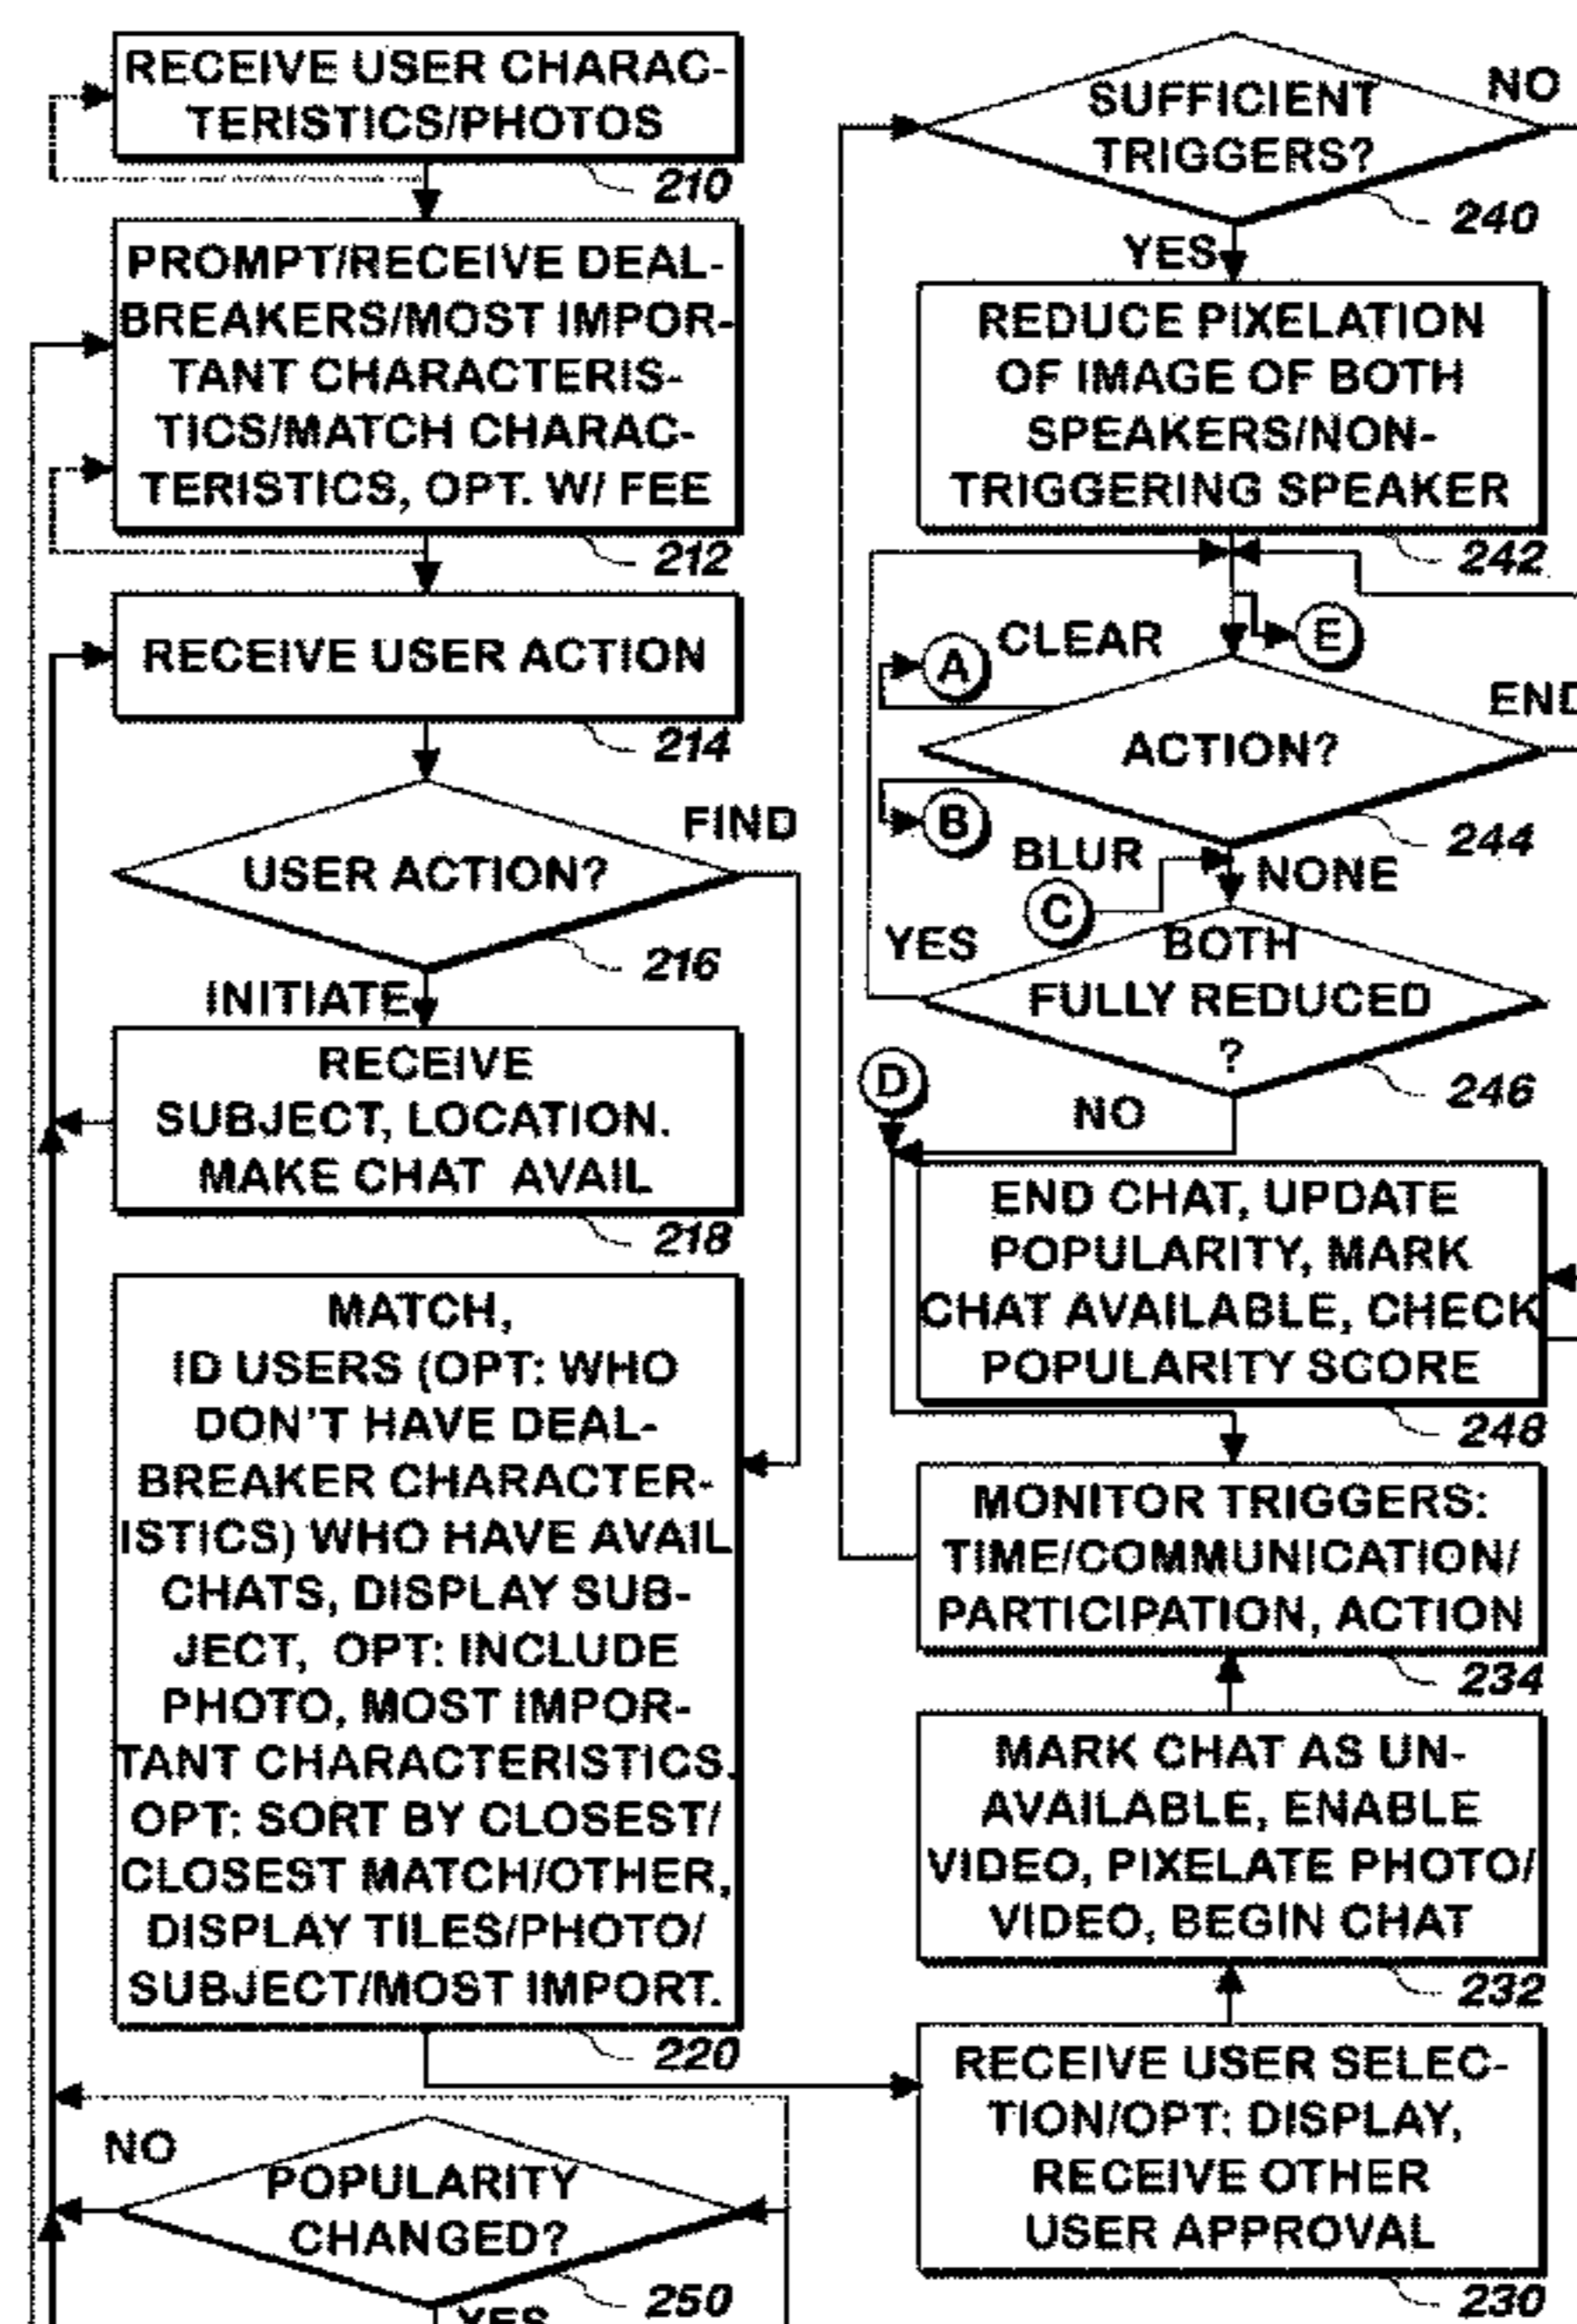 RECEIVE USER CHARAC-
TERISTICS/PHOTOS
210
PROMPT/RECEIVE DEAL-
BREAKERS/MOST IMPOR-
TANT CHARACTERIS-
TICS/MATCH CHARAC-
TERISTICS, OPT. W/ FEE
212
RECEIVE USER ACTION
214
USER ACTION?
FIND
216
INITIATE
RECEIVE
SUBJECT, LOCATION.
MAKE CHAT AVAIL
218
MATCH,
ID USERS (OPT: WHO
DON'T HAVE DEAL-
BREAKER CHARACTER-
ISTICS) WHO HAVE AVAIL
CHATS, DISPLAY SUB-
JECT, OPT: INCLUDE
PHOTO, MOST IMPOR-
TANT CHARACTERISTICS.
OPT: SORT BY CLOSEST/
CLOSEST MATCH/OTHER,
DISPLAY TILES/PHOTO/
SUBJECT/MOST IMPORT.
220
NO
POPULARITY
CHANGED?
250
YES
SUFFICIENT
TRIGGERS?
NO
240
YES
REDUCE PIXELATION
OF IMAGE OF BOTH
SPEAKERS/NON-
TRIGGERING SPEAKER
242
E
CLEAR
A
END
ACTION?
B
244
BLUR
NONE
C
YES
BOTH
FULLY REDUCED
?
D
246
NO
END CHAT, UPDATE
POPULARITY, MARK
CHAT AVAILABLE, CHECK
POPULARITY SCORE
248
MONITOR TRIGGERS:
TIME/COMMUNICATION/
PARTICIPATION, ACTION
234
MARK CHAT AS UN-
AVAILABLE, ENABLE
VIDEO, PIXELATE PHOTO/
VIDEO, BEGIN CHAT
232
RECEIVE USER SELEC-
TION/OPT: DISPLAY,
RECEIVE OTHER
USER APPROVAL
230